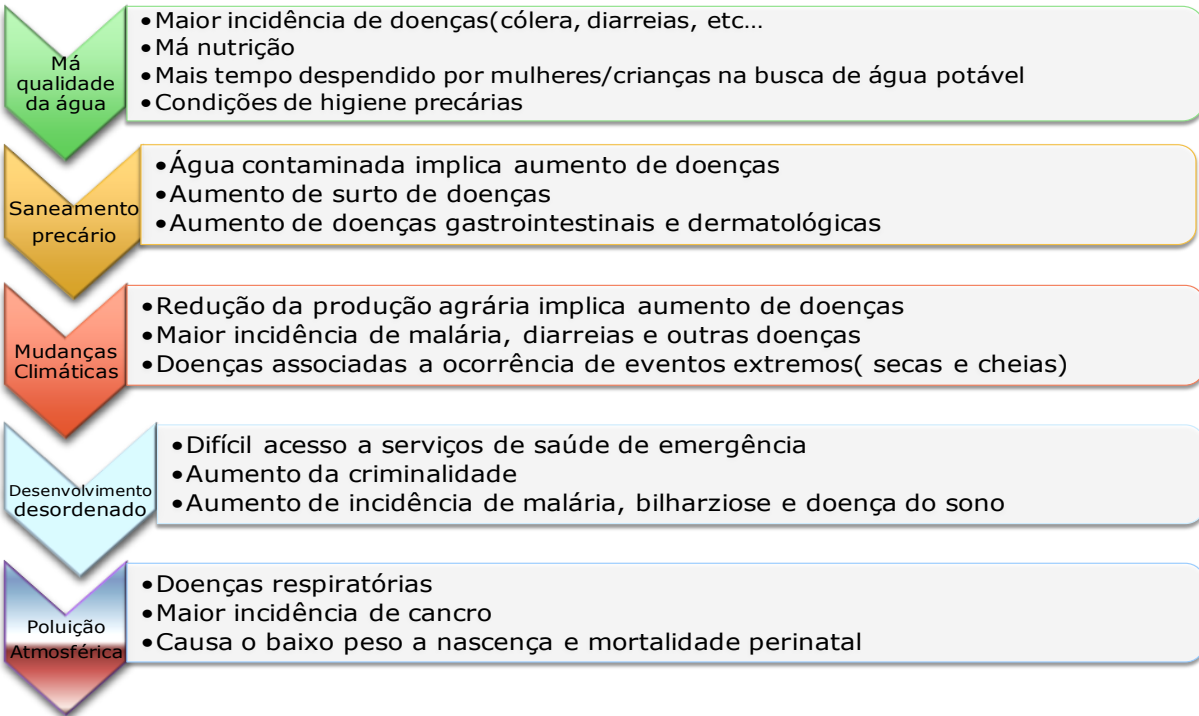 Má
qualidade
da água
•Maior incidência de doenças(cólera, diarreias, etc…
•Má nutrição
•Mais tempo despendido por mulheres/crianças na busca de água potável
•Condições de higiene precárias
Saneamento
precário
•Água contaminada implica aumento de doenças
•Aumento de surto de doenças
•Aumento de doenças gastrointestinais e dermatológicas
Mudanças
Climáticas
•Redução da produção agrária implica aumento de doenças
•Maior incidência de malária, diarreias e outras doenças
•Doenças associadas a ocorrência de eventos extremos( secas e cheias)
Desenvolvimento
desordenado
•Difícil acesso a serviços de saúde de emergência
•Aumento da criminalidade
•Aumento de incidência de malária, bilharziose e doença do sono
Poluição
Atmosférica
•Doenças respiratórias
•Maior incidência de cancro
•Causa o baixo peso a nascença e mortalidade perinatal